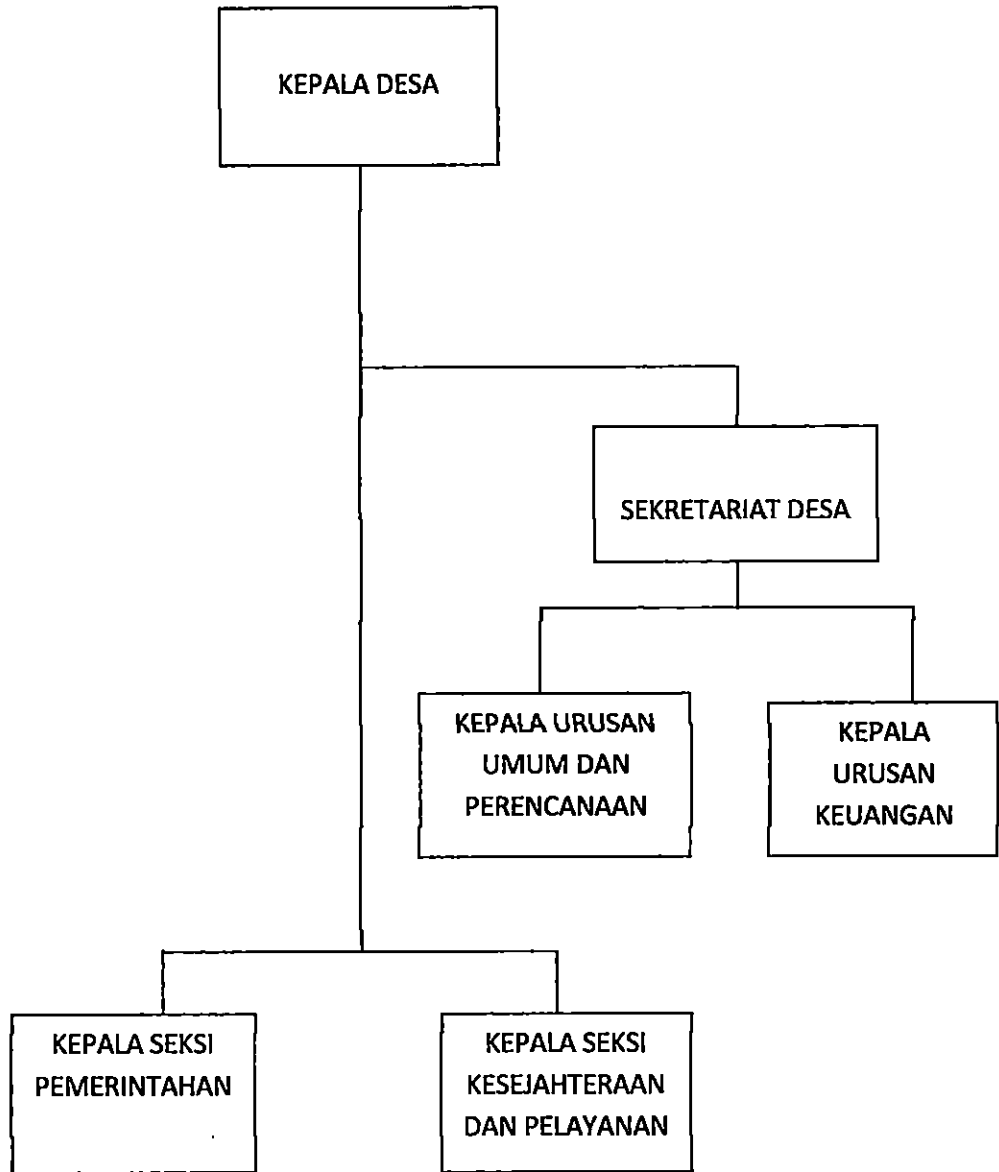 KEPALA DESA
SEKRETARIAT DESA
KEPALA URUSAN
UMUM DAN
PERENCANAAN
KEPALA
URUSAN
KEUANGAN
KEPALA SEKSI
PEMERINTAHAN
KEPALA SEKSI
KESEJAHTERAAN
DAN PELAYANAN